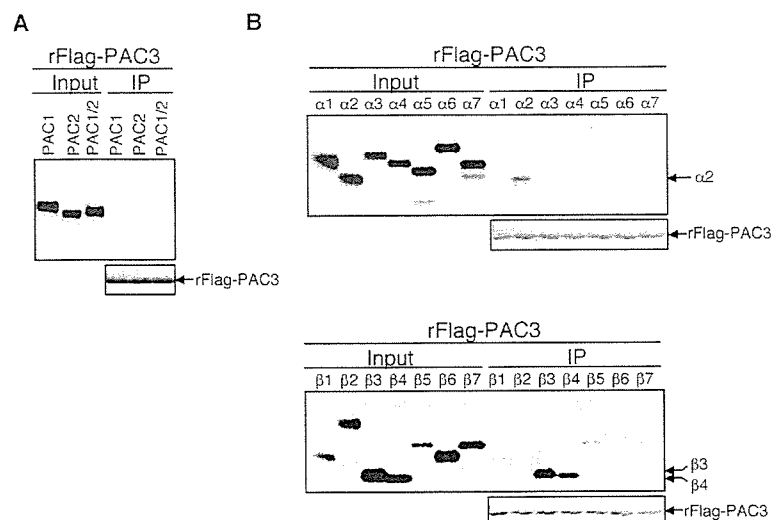 A
rFlag-PAC3
Input IP
PAC1 PAC2 PAC1/2 PAC1 PAC2 PAC1/2
rFlag-PAC3
B
rFlag-PAC3
Input IP
α1 α2 α3 α4 α5 α6 α7 α1 α2 α3 α4 α5 α6 α7
α2
rFlag-PAC3
rFlag-PAC3
Input IP
β1 β2 β3 β4 β5 β6 β7 β1 β2 β3 β4 β5 β6 β7
β3
β4
rFlag-PAC3